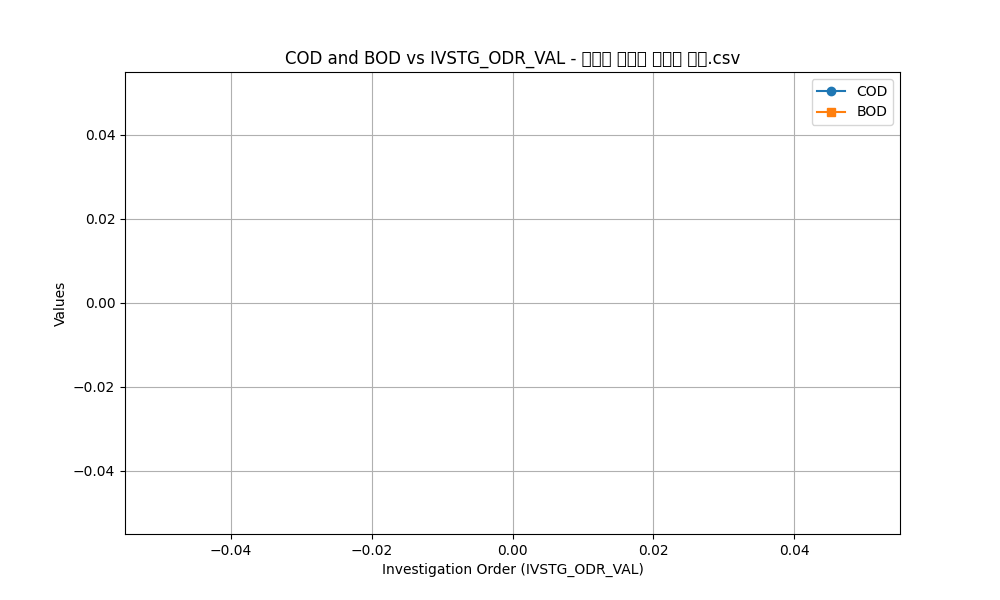 COD and BOD vs IVSTG_ODR_VAL - .csv
COD
BOD
0.04
0.02
0.00
−0.02
−0.04
Values
−0.04
−0.02
0.00
0.02
0.04
Investigation Order (IVSTG_ODR_VAL)